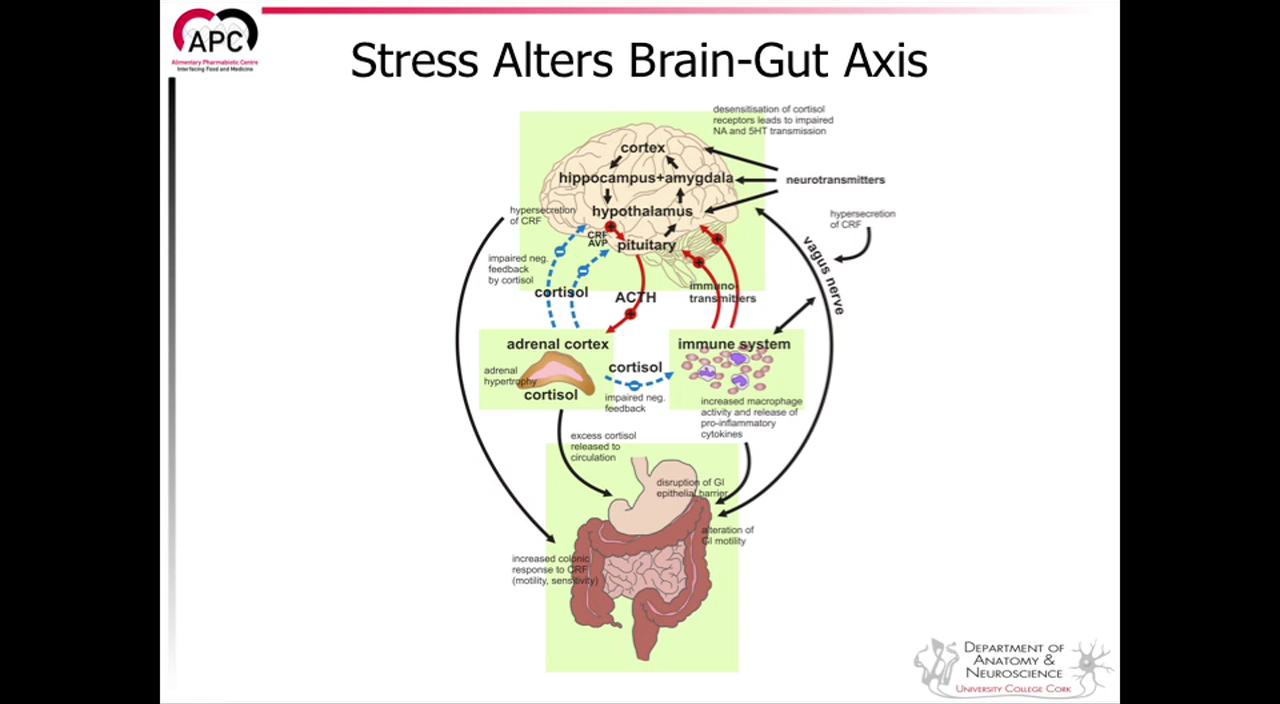 APC
Alimentary Pharmabiotic Centre
Interfacing Food and Medicine
Stress Alters Brain-Gut Axis
desensitisation of cortisol
receptors leads to impaired
NA and 5HT transmission
cortex
hippocampus+amygdala
neurotransmitters
hypothalamus
hypersecretion
of CRF
hypersecretion
of CRF
CRF
AVP
pituitary
vagus nerve
impaired neg.
feedback
by cortisol
cortisol
ACTH
immuno-
transmitters
adrenal cortex
immune system
adrenal
hypertrophy
cortisol
cortisol
impaired neg.
feedback
increased macrophage
activity and release of
pro-inflammatory
cytokines
excess cortisol
released to
circulation
disruption of GI
epithelial barrier
alteration of
GI motility
increased colonic
response to CRF
(motility, sensitivity)
DEPARTMENT OF
ANATOMY &
NEUROSCIENCE
UNIVERSITY COLLEGE CORK